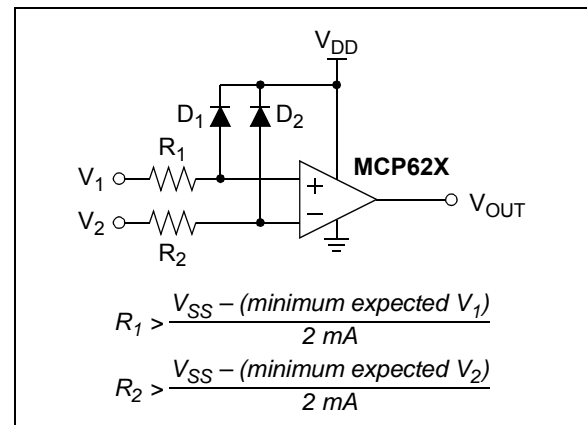 V_DD
D_1 D_2
R_1
MCP62X
V_1
+
V_OUT
V_2
–
R_2
R_1 > V_SS – (minimum expected V_1) / 2 mA
R_2 > V_SS – (minimum expected V_2) / 2 mA